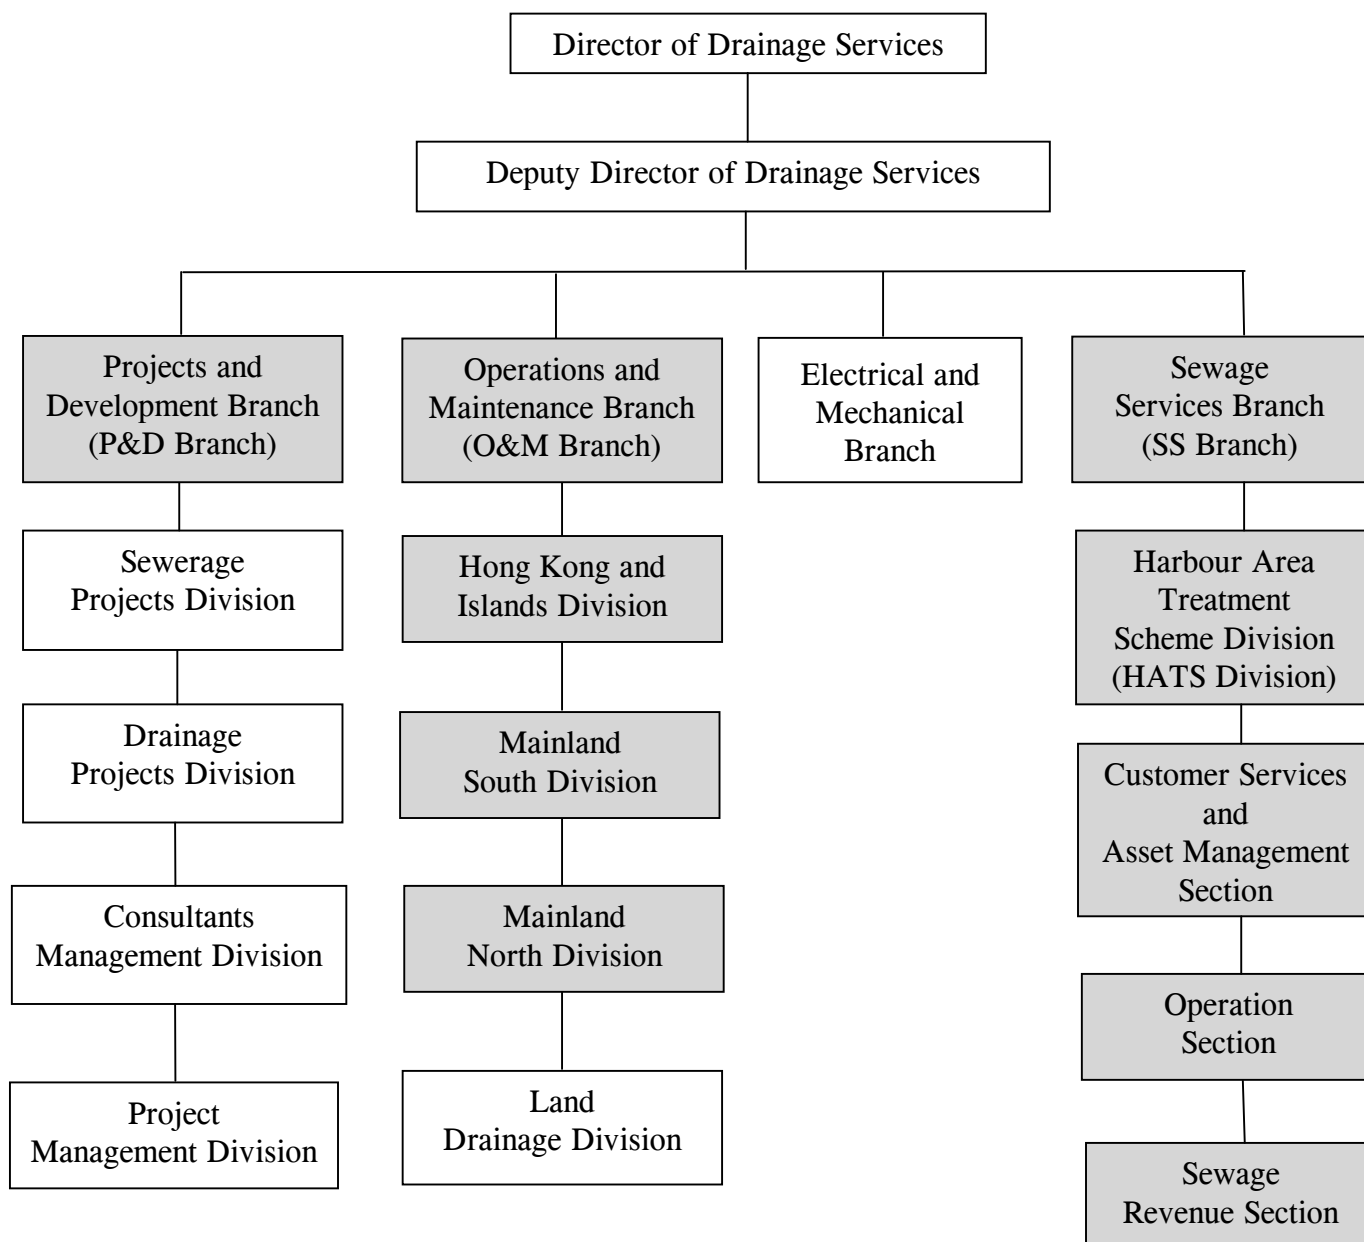 Director of Drainage Services
Deputy Director of Drainage Services
Projects and
Development Branch
(P&D Branch)
Sewerage
Projects Division
Drainage
Projects Division
Consultants
Management Division
Project
Management Division
Operations and
Maintenance Branch
(O&M Branch)
Hong Kong and
Islands Division
Mainland
South Division
Mainland
North Division
Land
Drainage Division
Electrical and
Mechanical
Branch
Sewage
Services Branch
(SS Branch)
Harbour Area
Treatment
Scheme Division
(HATS Division)
Customer Services
and
Asset Management
Section
Operation
Section
Sewage
Revenue Section